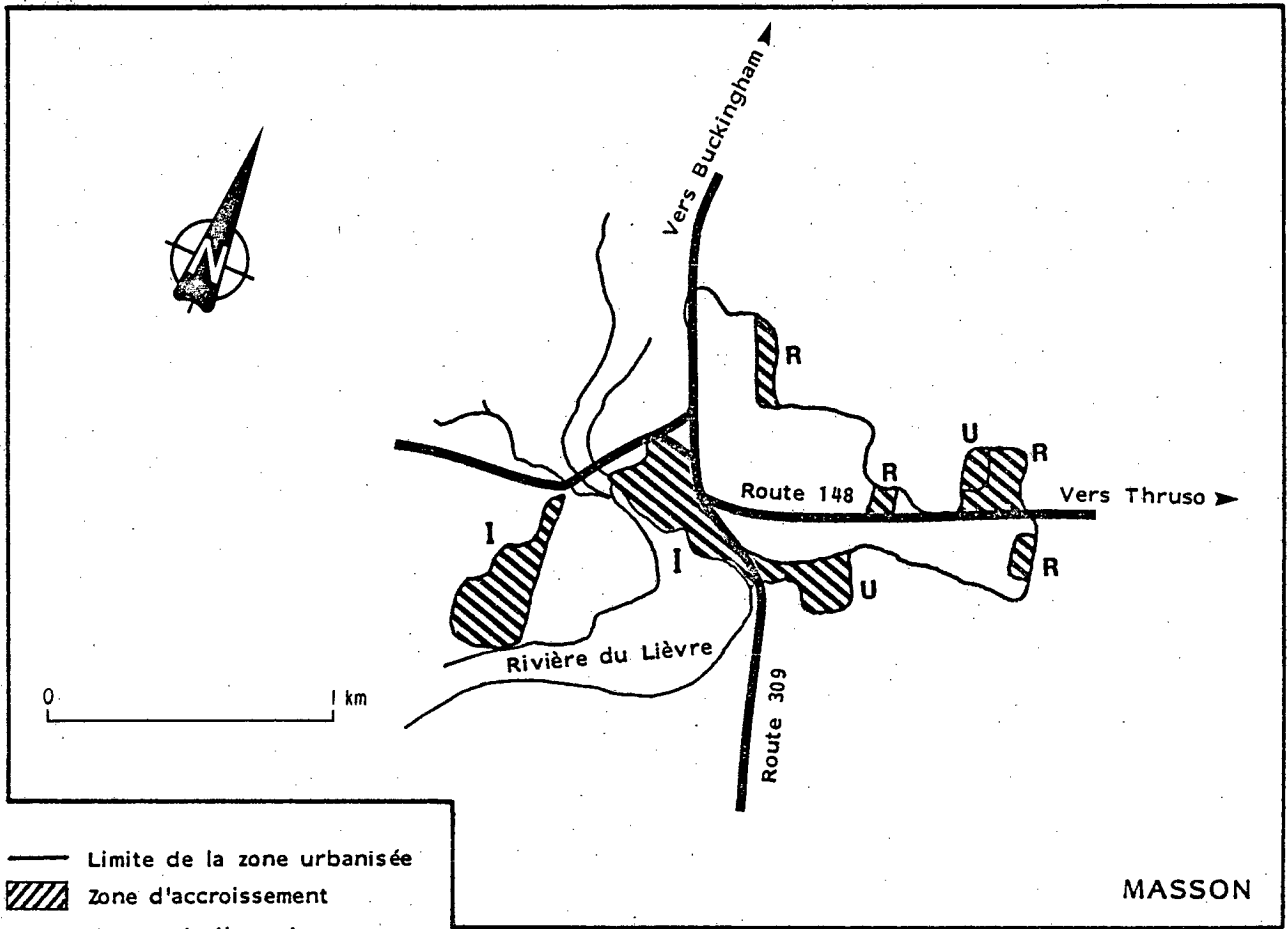 Vers Buckingham
N
R
U
R
R
Route 148
Vers Thruso
I
I
R
U
Rivière du Lièvre
0 1 km
Route 309
Limite de la zone urbanisée
Zone d'accroissement
MASSON